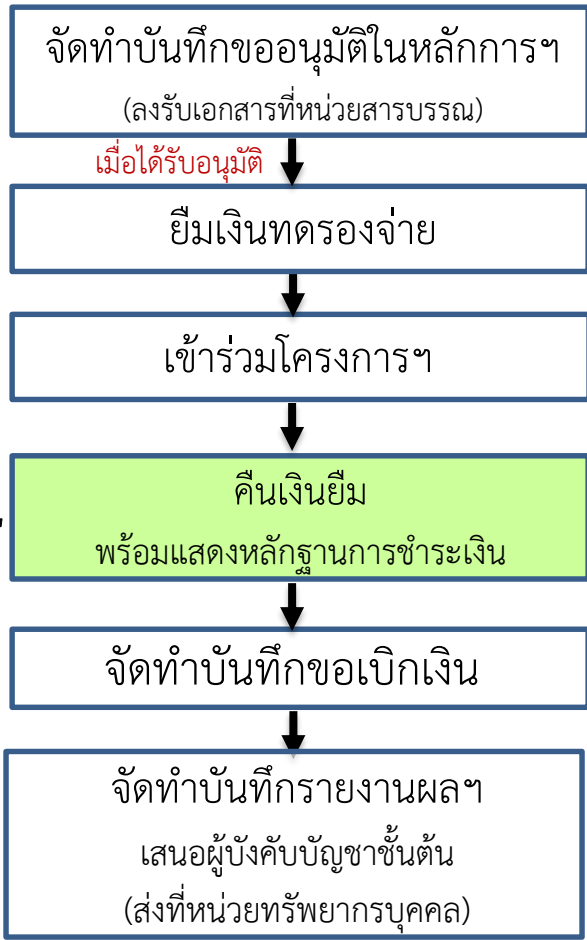 จัดทำบันทึกขออนุมัติในหลักการฯ
(ลงรับเอกสารที่หน่วยสารบรรณ)
เมื่อได้รับอนุมัติ
ยืมเงินทดรองจ่าย
เข้าร่วมโครงการฯ
คืนเงินยืม
พร้อมแสดงหลักฐานการชำระเงิน
จัดทำบันทึกขอเบิกเงิน
จัดทำบันทึกรายงานผลฯ
เสนอผู้บังคับบัญชาชั้นต้น
(ส่งที่หน่วยทรัพยากรบุคคล)